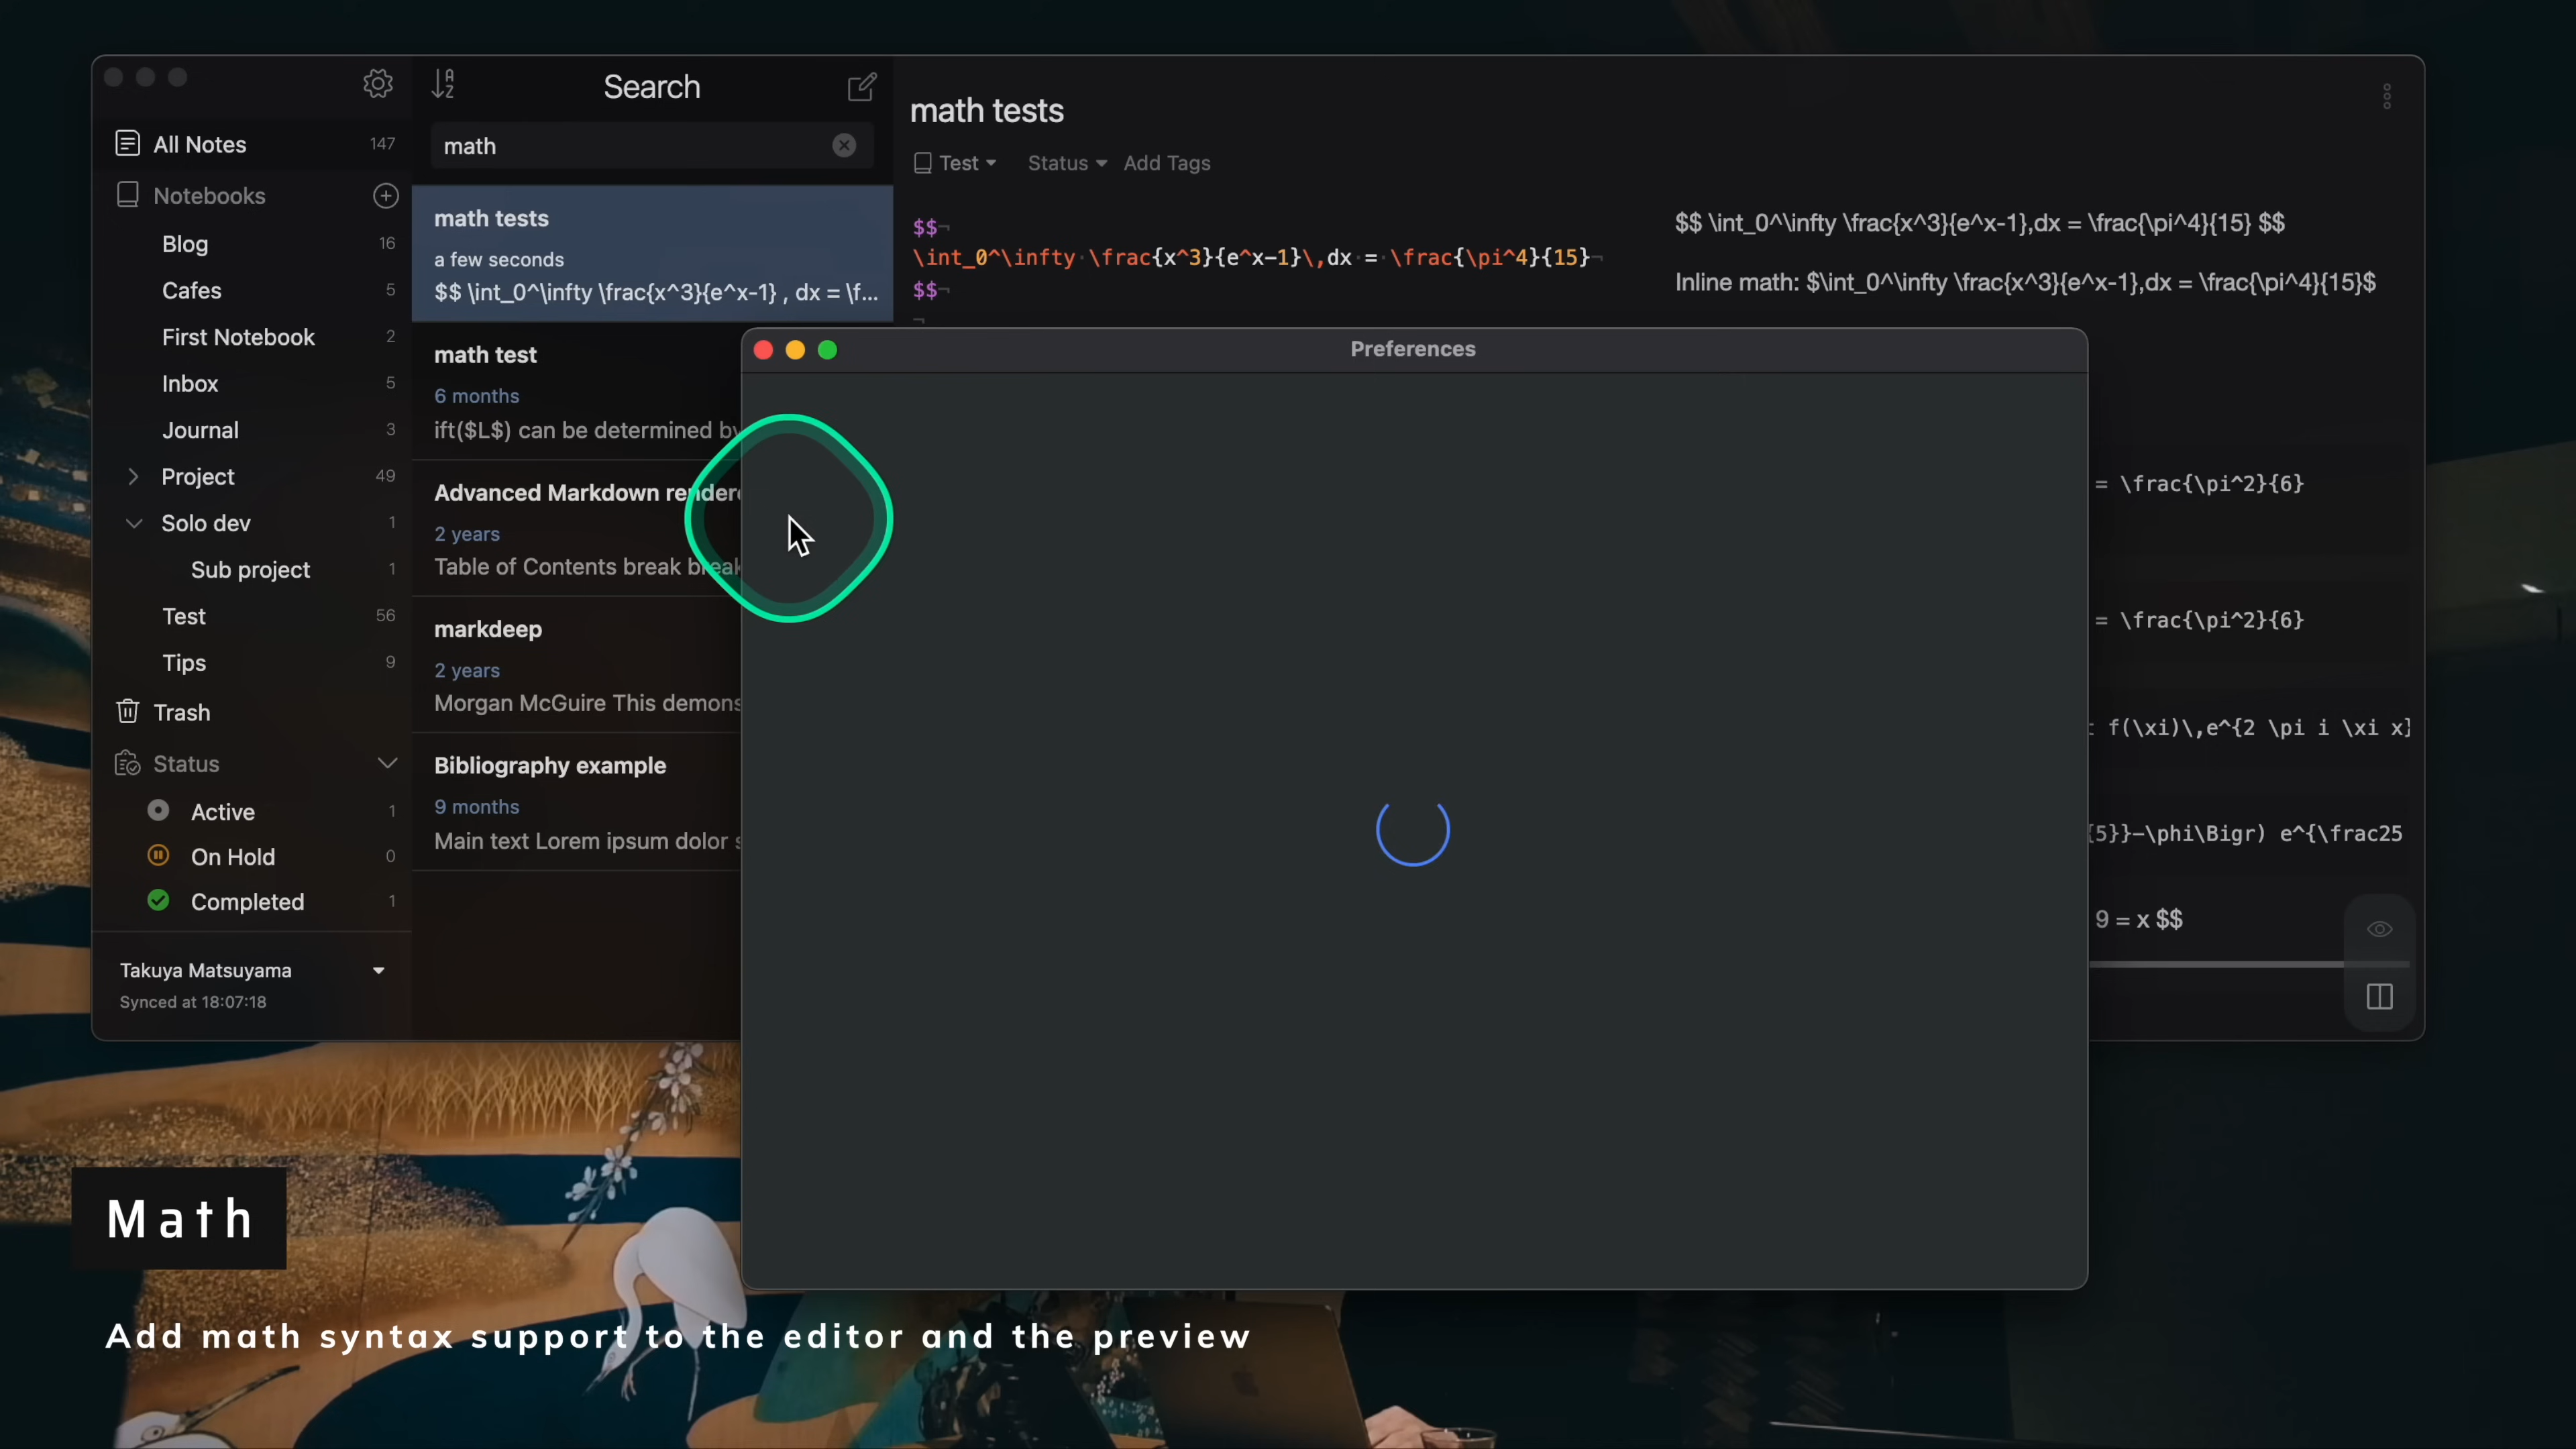 All Notes 147
Notebooks
Blog 16
Cafes 5
First Notebook 2
Inbox 5
Journal 3
Project 49
Solo dev 1
Sub project 1
Test 56
Tips 9
Trash
Status
Active 1
On Hold 0
Completed 1
Takuya Matsuyama
Synced at 18:07:18
A
Z
Search
math
math tests
a few seconds
$$ \int_0^\infty \frac{x^3}{e^x-1} , dx = \f...
math test
6 months
ift($L$) can be determined by
Advanced Markdown render
2 years
Table of Contents break
markdeep
2 years
Morgan McGuire This demons
Bibliography example
9 months
Main text Lorem ipsum dolor s
math tests
Test Status Add Tags
$$¬
\int_0^\infty·\frac{x^3}{e^x-1}\,dx·=·\frac{\pi^4}{15}¬
$$¬
¬
$$ \int_0^\infty \frac{x^3}{e^x-1},dx = \frac{\pi^4}{15} $$
Inline math: $\int_0^\infty \frac{x^3}{e^x-1},dx = \frac{\pi^4}{15}$
= \frac{\pi^2}{6}
= \frac{\pi^2}{6}
f(\xi)\,e^{2 \pi i \xi x}
{5}}-\phi\Bigr) e^{\frac25
9 = x $$
Preferences
Math
Add math syntax support to the editor and the preview